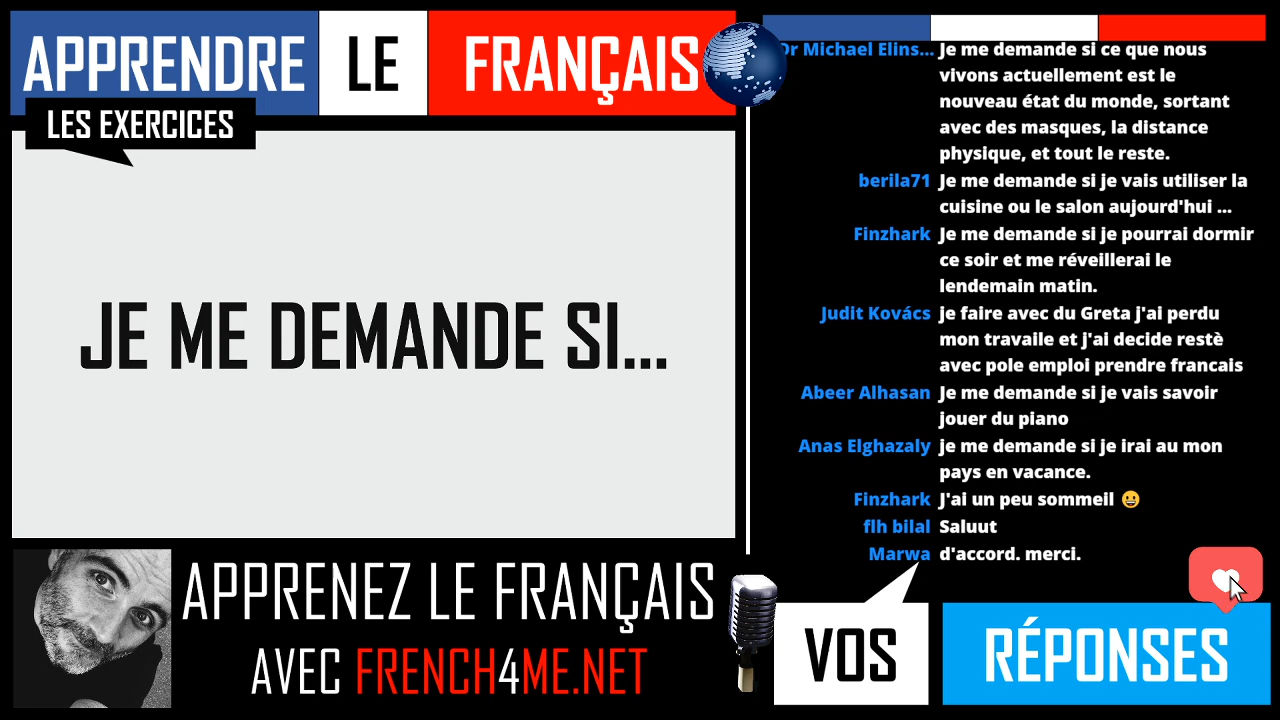 APPRENDRE LE FRANÇAIS
LES EXERCICES
JE ME DEMANDE SI...
APPRENEZ LE FRANÇAIS
AVEC FRENCH4ME.NET
Dr Michael Elins... Je me demande si ce que nous
vivons actuellement est le
nouveau état du monde, sortant
avec des masques, la distance
physique, et tout le reste.
berila71 Je me demande si je vais utiliser la
cuisine ou le salon aujourd'hui ...
Finzhark Je me demande si je pourrai dormir
ce soir et me réveillerai le
lendemain matin.
Judit Kovács je faire avec du Greta j'ai perdu
mon travaile et j'ai decide restè
avec pole emploi prendre francais
Abeer Alhasan Je me demande si je vais savoir
jouer du piano
Anas Elghazaly je me demande si je irai au mon
pays en vacance.
Finzhark J'ai un peu sommeil 😀
flh bilal Saluut
Marwa d'accord. merci.
VOS RÉPONSES